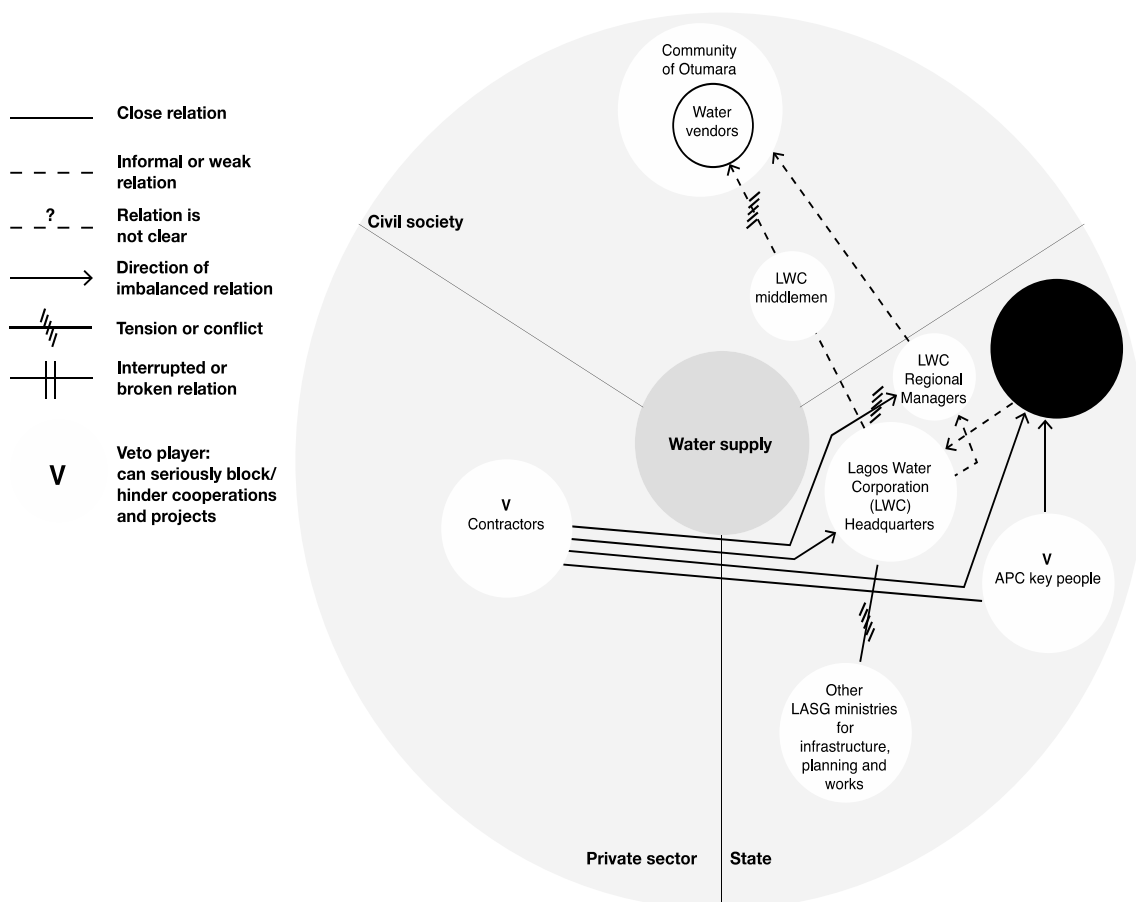 Close relation
Informal or weak
relation
?
Relation is
not clear
Direction of
imbalanced relation
Tension or conflict
Interrupted or
broken relation
V
Veto player:
can seriously block/
hinder cooperations
and projects
Community
of Otumara
Water
vendors
Civil society
LWC
middlemen
LWC
Regional
Managers
Water supply
Lagos Water
Corporation
(LWC)
Headquarters
V
Contractors
V
APC key people
Other
LASG ministries
for
infrastructure,
planning and
works
Private sector
State